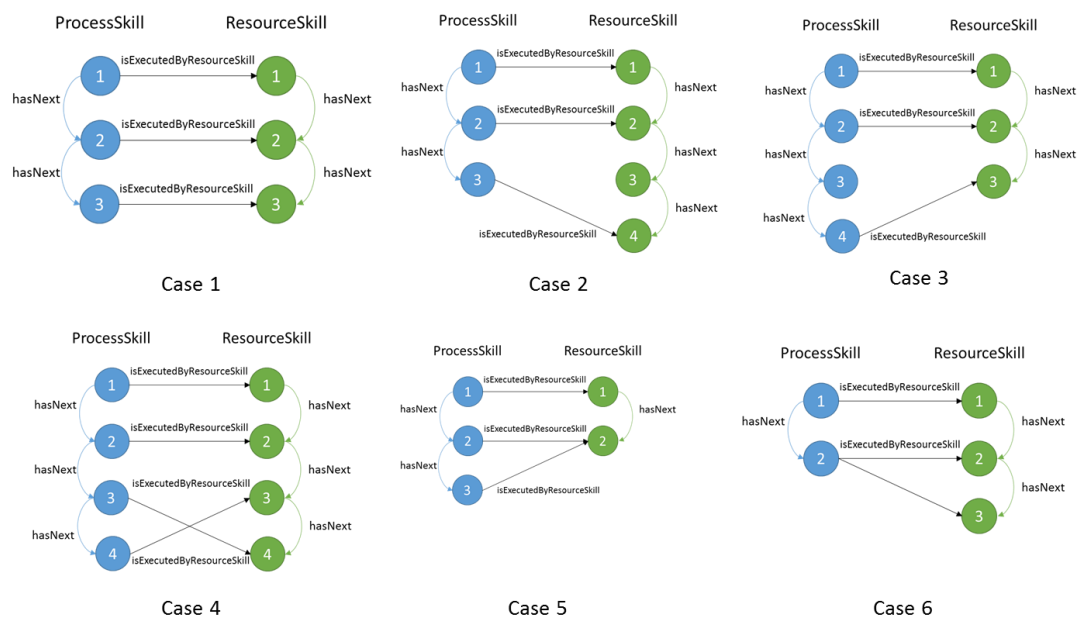 ProcessSkill
ResourceSkill
1
isExecutedByResourceSkill
1
hasNext
hasNext
2
isExecutedByResourceSkill
2
hasNext
hasNext
3
isExecutedByResourceSkill
3
Case 1
ProcessSkill
ResourceSkill
1
isExecutedByResourceSkill
1
hasNext
hasNext
2
isExecutedByResourceSkill
2
hasNext
hasNext
3
3
hasNext
isExecutedByResourceSkill
4
Case 2
ProcessSkill
ResourceSkill
1
isExecutedByResourceSkill
1
hasNext
hasNext
2
isExecutedByResourceSkill
2
hasNext
hasNext
3
3
hasNext
4
isExecutedByResourceSkill
Case 3
ProcessSkill
ResourceSkill
1
isExecutedByResourceSkill
1
hasNext
hasNext
2
isExecutedByResourceSkill
2
hasNext
hasNext
3
isExecutedByResourceSkill
3
hasNext
hasNext
4
isExecutedByResourceSkill
4
Case 4
ProcessSkill
ResourceSkill
1
isExecutedByResourceSkill
1
hasNext
hasNext
2
isExecutedByResourceSkill
2
hasNext
3
isExecutedByResourceSkill
Case 5
ProcessSkill
ResourceSkill
1
isExecutedByResourceSkill
1
hasNext
hasNext
2
isExecutedByResourceSkill
2
hasNext
3
Case 6